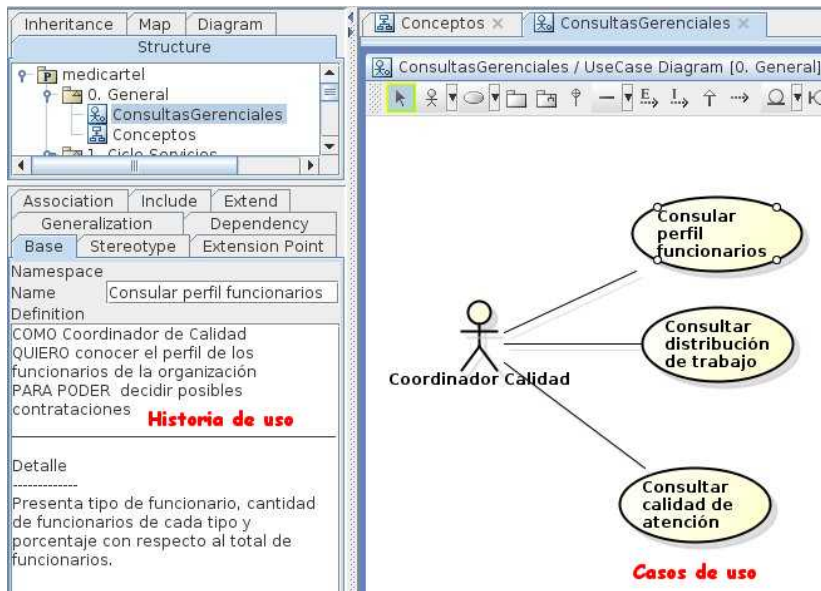 Inheritance Map Diagram
Structure
medicartel
0. General
ConsultasGerenciales
Conceptos
1. Ciclo Servicios
Association Include Extend
Generalization Dependency
Base Stereotype Extension Point
Namespace
Name Consular perfil funcionarios
Definition
COMO Coordinador de Calidad
QUIERO conocer el perfil de los
funcionarios de la organización
PARA PODER decidir posibles
contrataciones
Historia de uso
Detalle
-------------
Presenta tipo de funcionario, cantidad
de funcionarios de cada tipo y
porcentaje con respecto al total de
funcionarios.
Conceptos ConsultasGerenciales
ConsultasGerenciales / UseCase Diagram [0. General]
Consular
perfil
funcionarios
Consultar
distribución
de trabajo
Coordinador Calidad
Consultar
calidad de
atención
Casos de uso